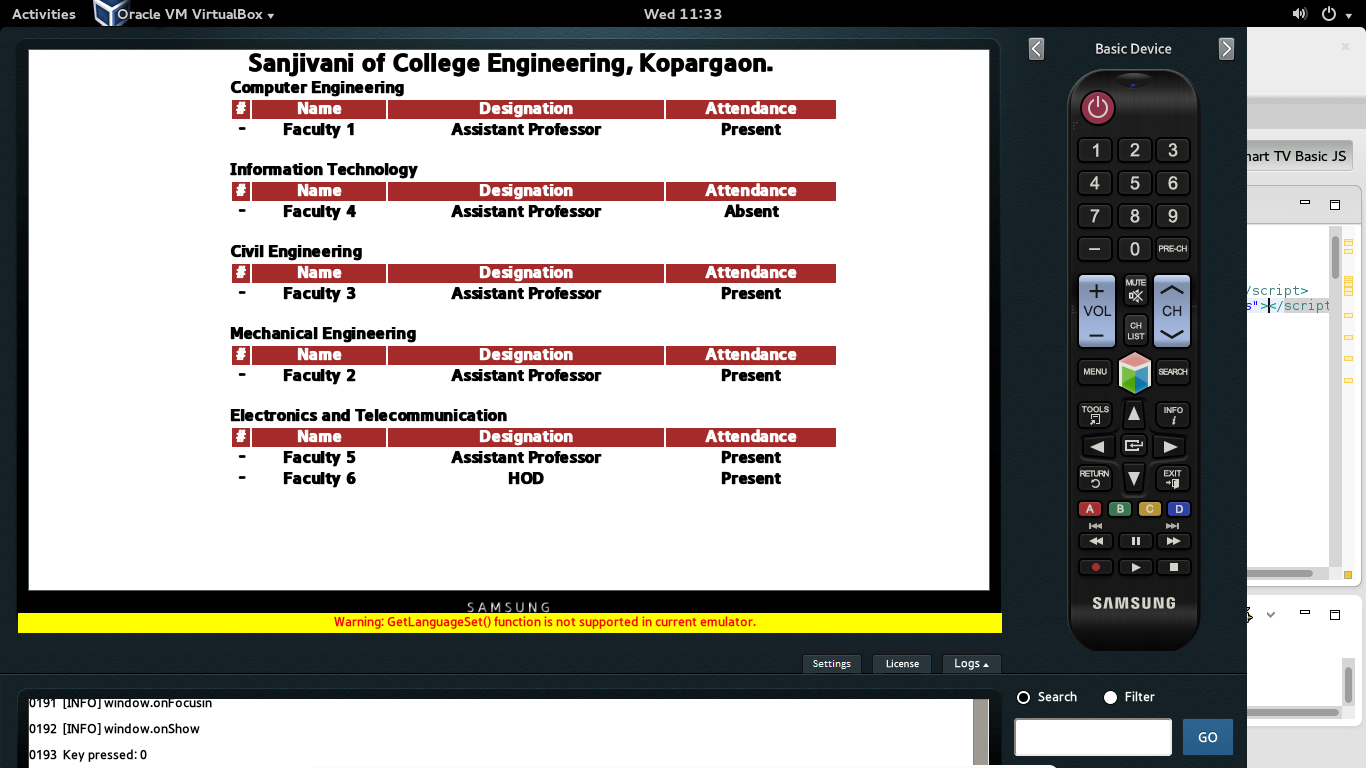 Activities Oracle VM VirtualBox Wed 11:33
Sanjivani of College Engineering, Kopargaon.
Computer Engineering
# Name Designation Attendance
- Faculty 1 Assistant Professor Present
Information Technology
# Name Designation Attendance
- Faculty 4 Assistant Professor Absent
Civil Engineering
# Name Designation Attendance
- Faculty 3 Assistant Professor Present
Mechanical Engineering
# Name Designation Attendance
- Faculty 2 Assistant Professor Present
Electronics and Telecommunication
# Name Designation Attendance
- Faculty 5 Assistant Professor Present
- Faculty 6 HOD Present
SAMSUNG
Warning: GetLanguageSet() function is not supported in current emulator.
Settings License Logs
0191 [INFO] window.onFocusin
0192 [INFO] window.onShow
0193 Key pressed: 0
Basic Device
1 2 3
4 5 6
7 8 9
- 0 PRE-CH
+ MUTE
VOL CH
- CH LIST
MENU SEARCH
TOOLS INFO
i
RETURN EXIT
A B C D
SAMSUNG
Search Filter
GO
mart TV Basic JS
/script>
s"></script